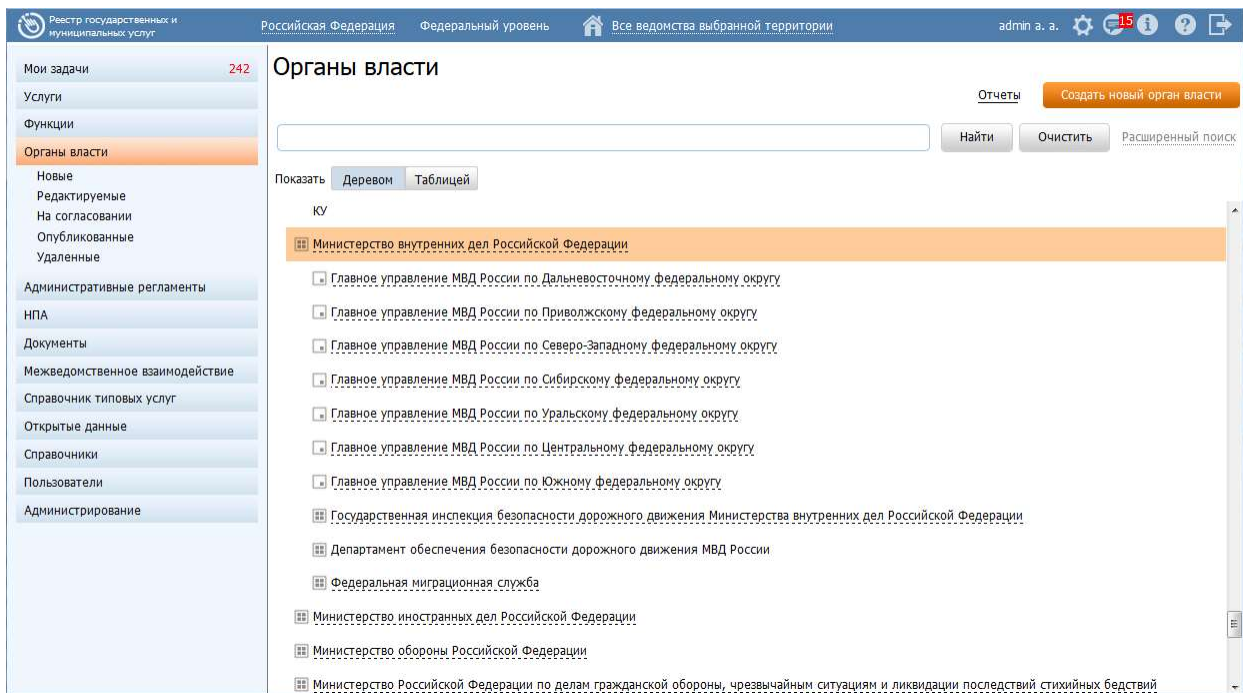 Реестр государственных и
муниципальных услуг
Российская Федерация Федеральный уровень Все ведомства выбранной территории admin a. a. 15
Мои задачи 242
Услуги
Функции
Органы власти
Новые
Редактируемые
На согласовании
Опубликованные
Удаленные
Административные регламенты
НПА
Документы
Межведомственное взаимодействие
Справочник типовых услуг
Открытые данные
Справочники
Пользователи
Администрирование
Органы власти
Отчеты Создать новый орган власти
Найти Очистить Расширенный поиск
Показать Деревом Таблицей
КУ
Министерство внутренних дел Российской Федерации
Главное управление МВД России по Дальневосточному федеральному округу
Главное управление МВД России по Приволжскому федеральному округу
Главное управление МВД России по Северо-Западному федеральному округу
Главное управление МВД России по Сибирскому федеральному округу
Главное управление МВД России по Уральскому федеральному округу
Главное управление МВД России по Центральному федеральному округу
Главное управление МВД России по Южному федеральному округу
Государственная инспекция безопасности дорожного движения Министерства внутренних дел Российской Федерации
Департамент обеспечения безопасности дорожного движения МВД России
Федеральная миграционная служба
Министерство иностранных дел Российской Федерации
Министерство обороны Российской Федерации
Министерство Российской Федерации по делам гражданской обороны, чрезвычайным ситуациям и ликвидации последствий стихийных бедствий